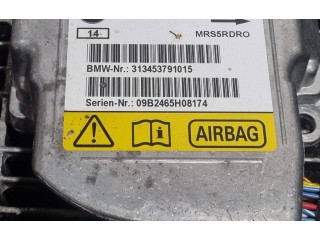 14 MRS5RDRO
BMW-Nr.: 313453791015
Serien-Nr.: 09B2465H08174
AIRBAG